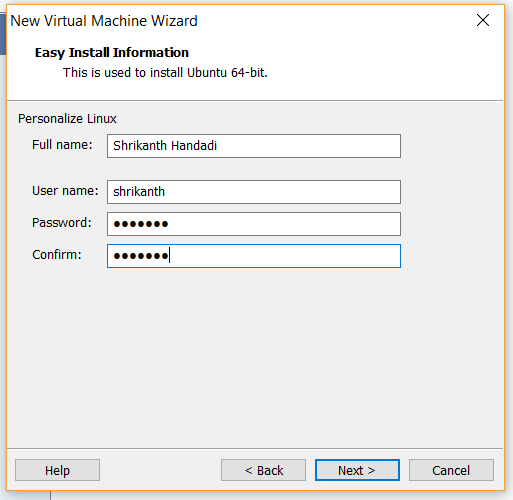 New Virtual Machine Wizard
Easy Install Information
This is used to install Ubuntu 64-bit.
Personalize Linux
Full name: Shrikanth Handadi
User name: shrikanth
Password: ●●●●●●●
Confirm: ●●●●●●●
Help < Back Next > Cancel